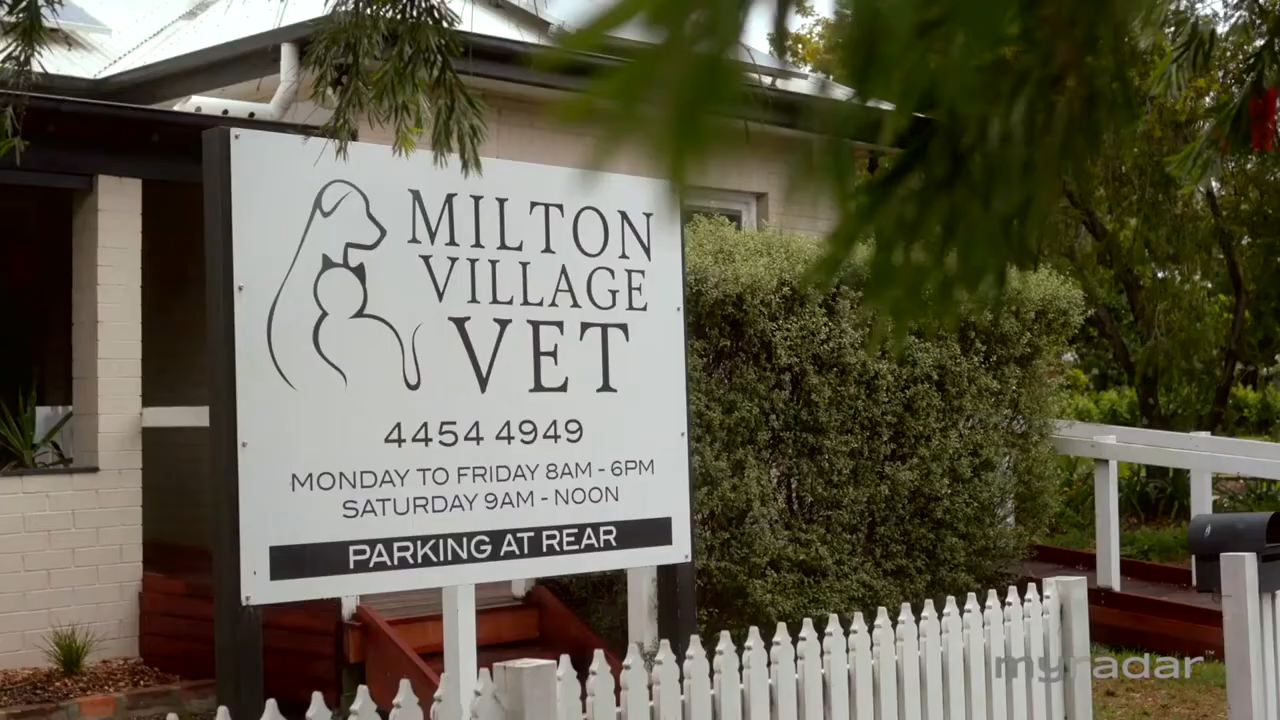 MILTON
VILLAGE
VET
4454 4949
MONDAY TO FRIDAY 8AM - 6PM
SATURDAY 9AM - NOON
PARKING AT REAR
myradar